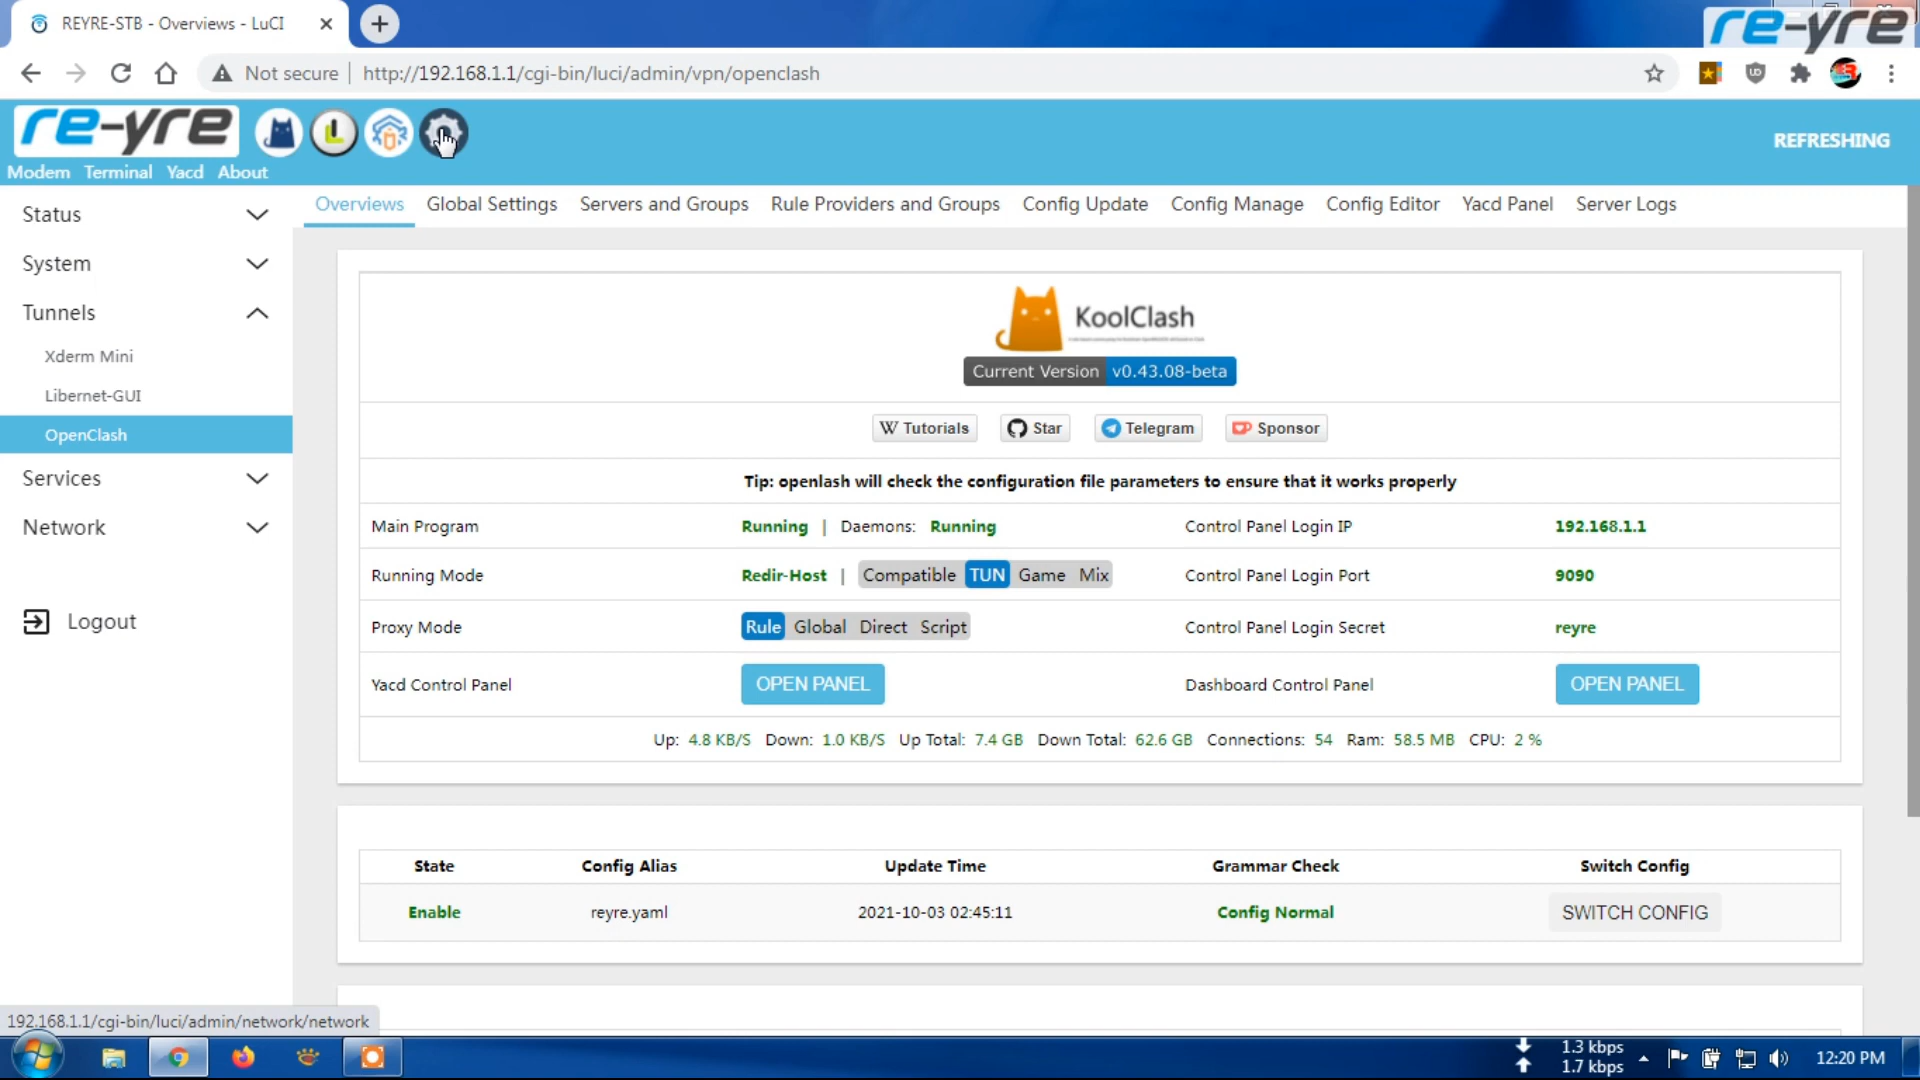 REYRE-STB - Overviews - LuCI
re-yre
Not secure | http://192.168.1.1/cgi-bin/luci/admin/vpn/openclash
re-yre
REFRESHING
Modem Terminal Yacd About
Status
System
Tunnels
Xderm Mini
Libernet-GUI
OpenClash
Services
Network
Logout
Overviews Global Settings Servers and Groups Rule Providers and Groups Config Update Config Manage Config Editor Yacd Panel Server Logs
KoolClash
Current Version v0.43.08-beta
W Tutorials Star Telegram Sponsor
Tip: openlash will check the configuration file parameters to ensure that it works properly
Main Program Running | Daemons: Running Control Panel Login IP 192.168.1.1
Running Mode Redir-Host | Compatible TUN Game Mix Control Panel Login Port 9090
Proxy Mode Rule Global Direct Script Control Panel Login Secret reyre
Yacd Control Panel OPEN PANEL Dashboard Control Panel OPEN PANEL
Up: 4.8 KB/S Down: 1.0 KB/S Up Total: 7.4 GB Down Total: 62.6 GB Connections: 54 Ram: 58.5 MB CPU: 2 %
State Config Alias Update Time Grammar Check Switch Config
Enable reyre.yaml 2021-10-03 02:45:11 Config Normal SWITCH CONFIG
192.168.1.1/cgi-bin/luci/admin/network/network
1.3 kbps
1.7 kbps
12:20 PM